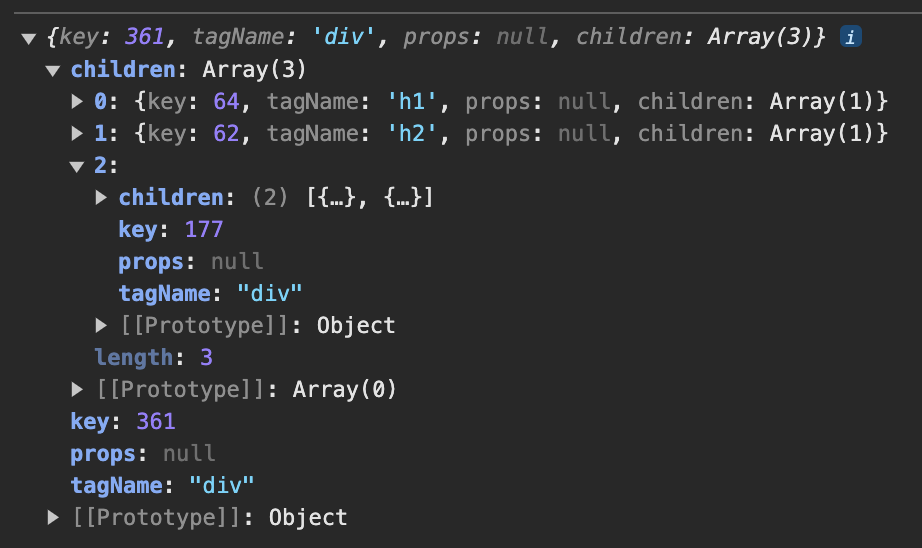 {key: 361, tagName: 'div', props: null, children: Array(3)} i
children: Array(3)
0: {key: 64, tagName: 'h1', props: null, children: Array(1)}
1: {key: 62, tagName: 'h2', props: null, children: Array(1)}
2:
children: (2) [{…}, {…}]
key: 177
props: null
tagName: "div"
[[Prototype]]: Object
length: 3
[[Prototype]]: Array(0)
key: 361
props: null
tagName: "div"
[[Prototype]]: Object